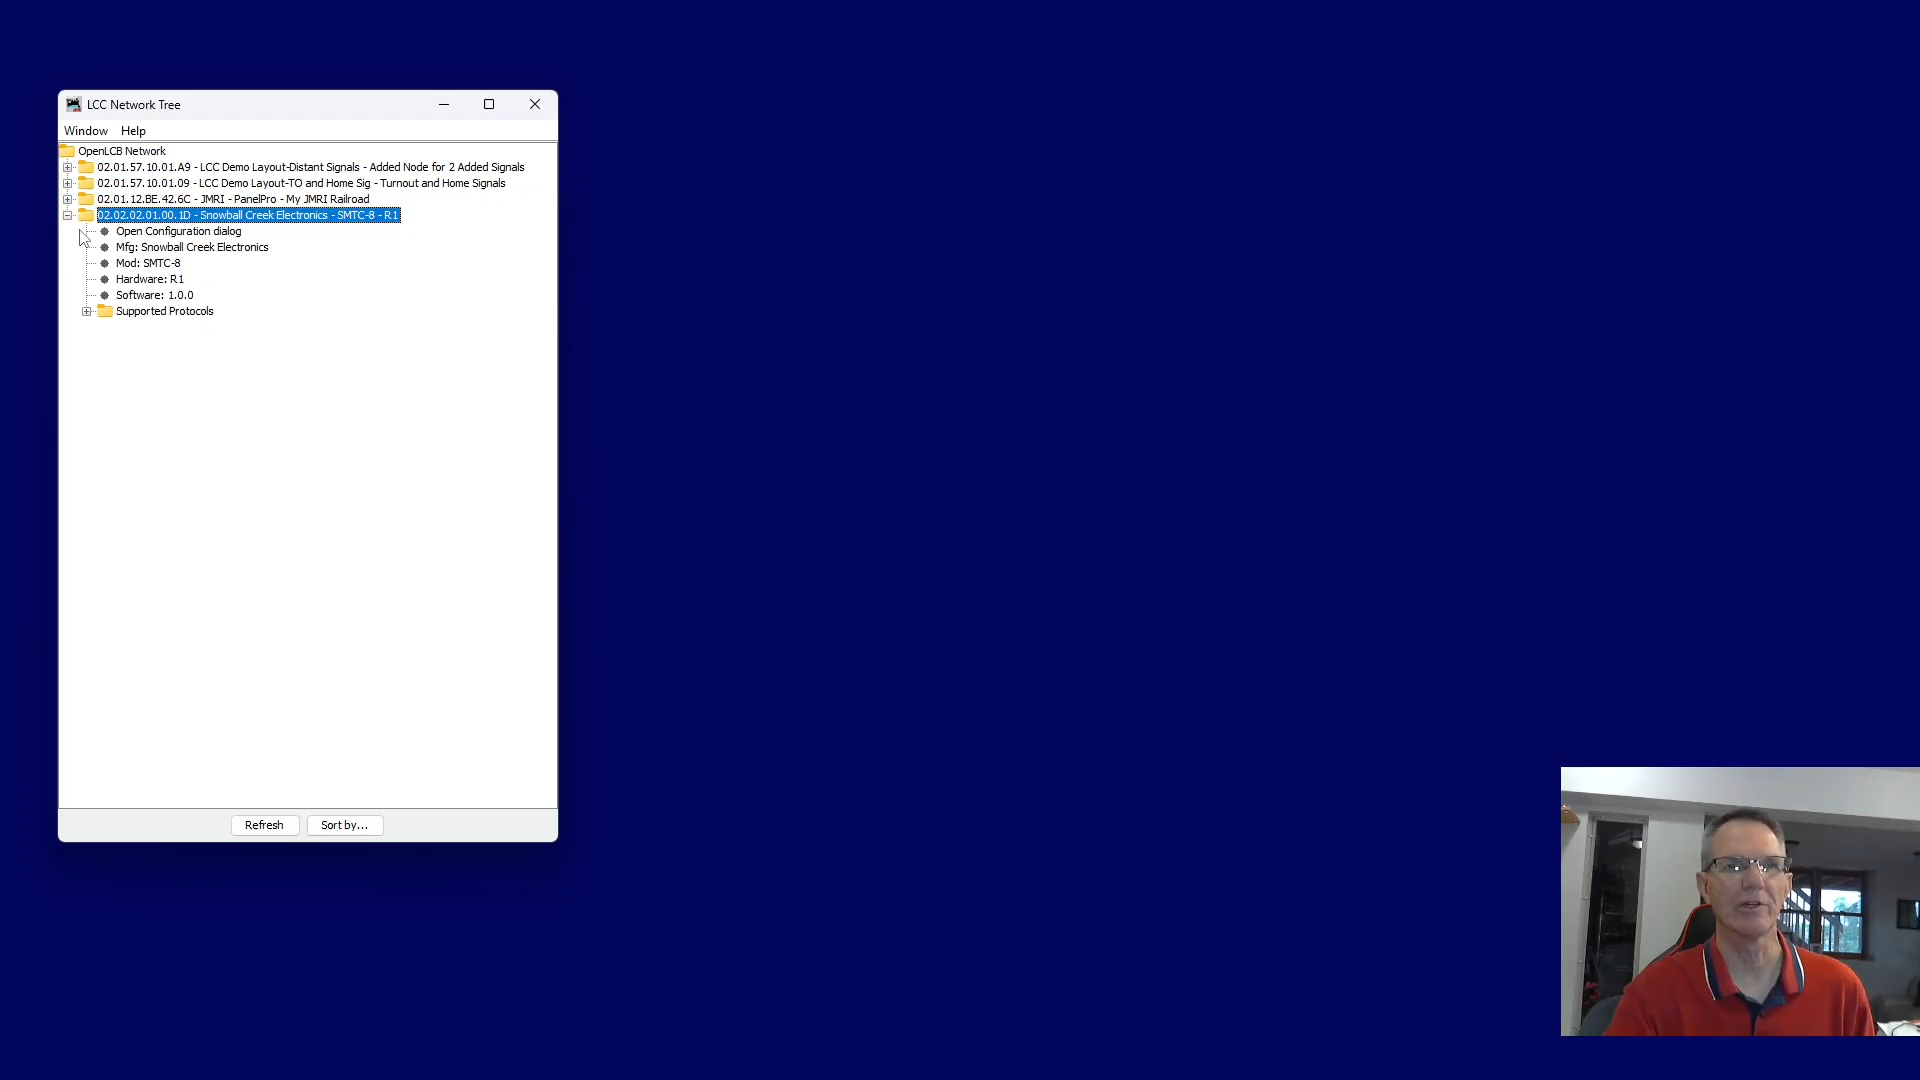 LCC Network Tree
Window Help
OpenLCB Network
02.01.57.10.01.A9 - LCC Demo Layout-Distant Signals - Added Node for 2 Added Signals
02.01.57.10.01.09 - LCC Demo Layout-TO and Home Sig - Turnout and Home Signals
02.01.12.BE.42.6C - JMRI - PanelPro - My JMRI Railroad
02.02.02.01.00.1D - Snowball Creek Electronics - SMTC-8 - R1
Open Configuration dialog
Mfg: Snowball Creek Electronics
Mod: SMTC-8
Hardware: R1
Software: 1.0.0
Supported Protocols
Refresh Sort by...